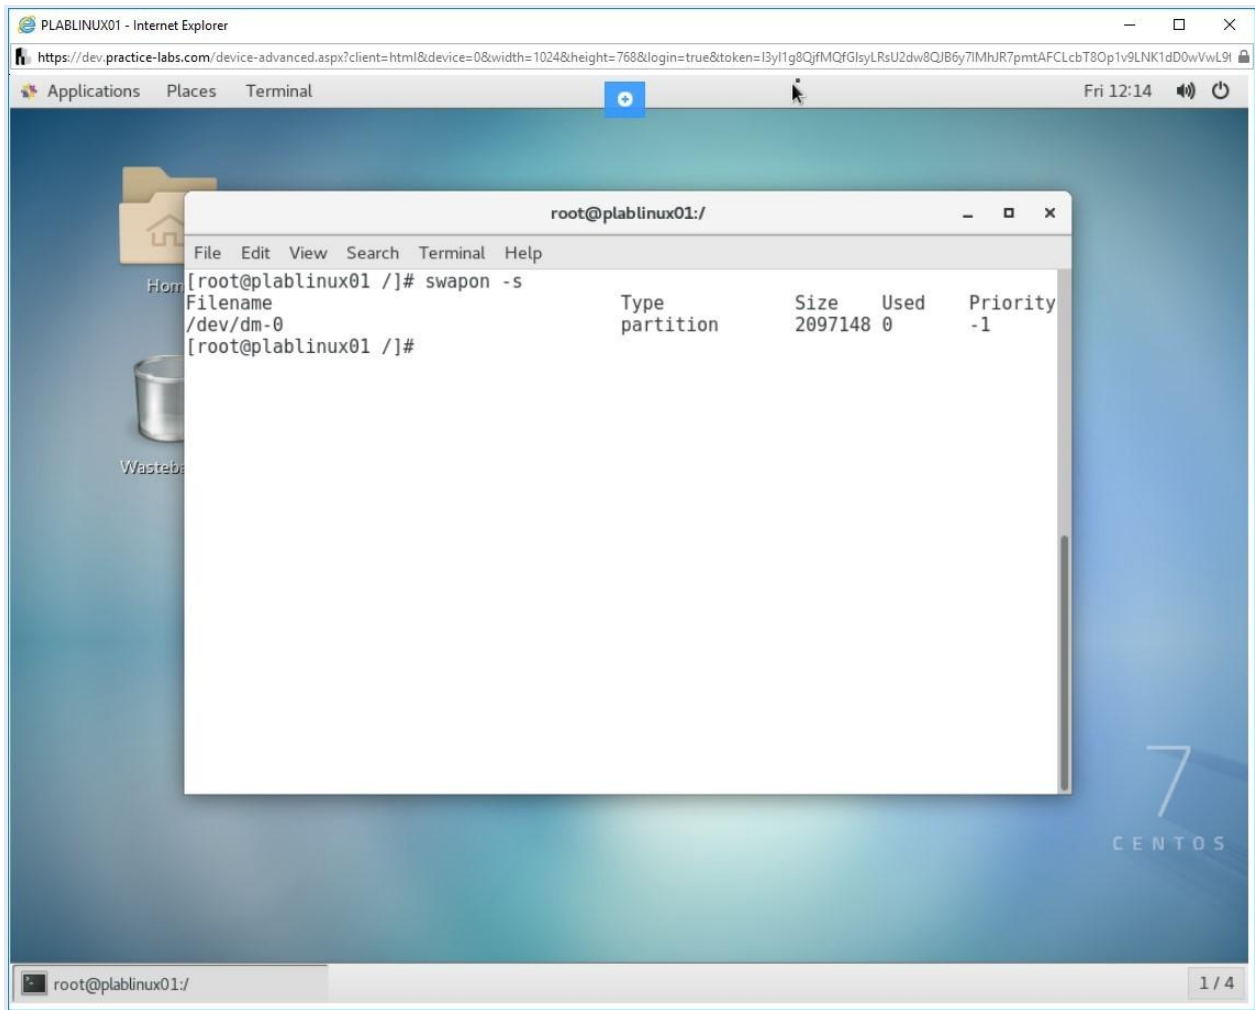 PLABLINUX01 - Internet Explorer
https://dev.practice-labs.com/device-advanced.aspx?client=html&device=0&width=1024&height=768&login=true&token=
Applications Places Terminal Fri 12:14
root@plablinux01:/
File Edit View Search Terminal Help
Home
[root@plablinux01 /]# swapon -s
Filename Type Size Used Priority
/dev/dm-0 partition 2097148 0 -1
[root@plablinux01 /]#
Wasteb
7
CENTOS
root@plablinux01:/ 1 / 4